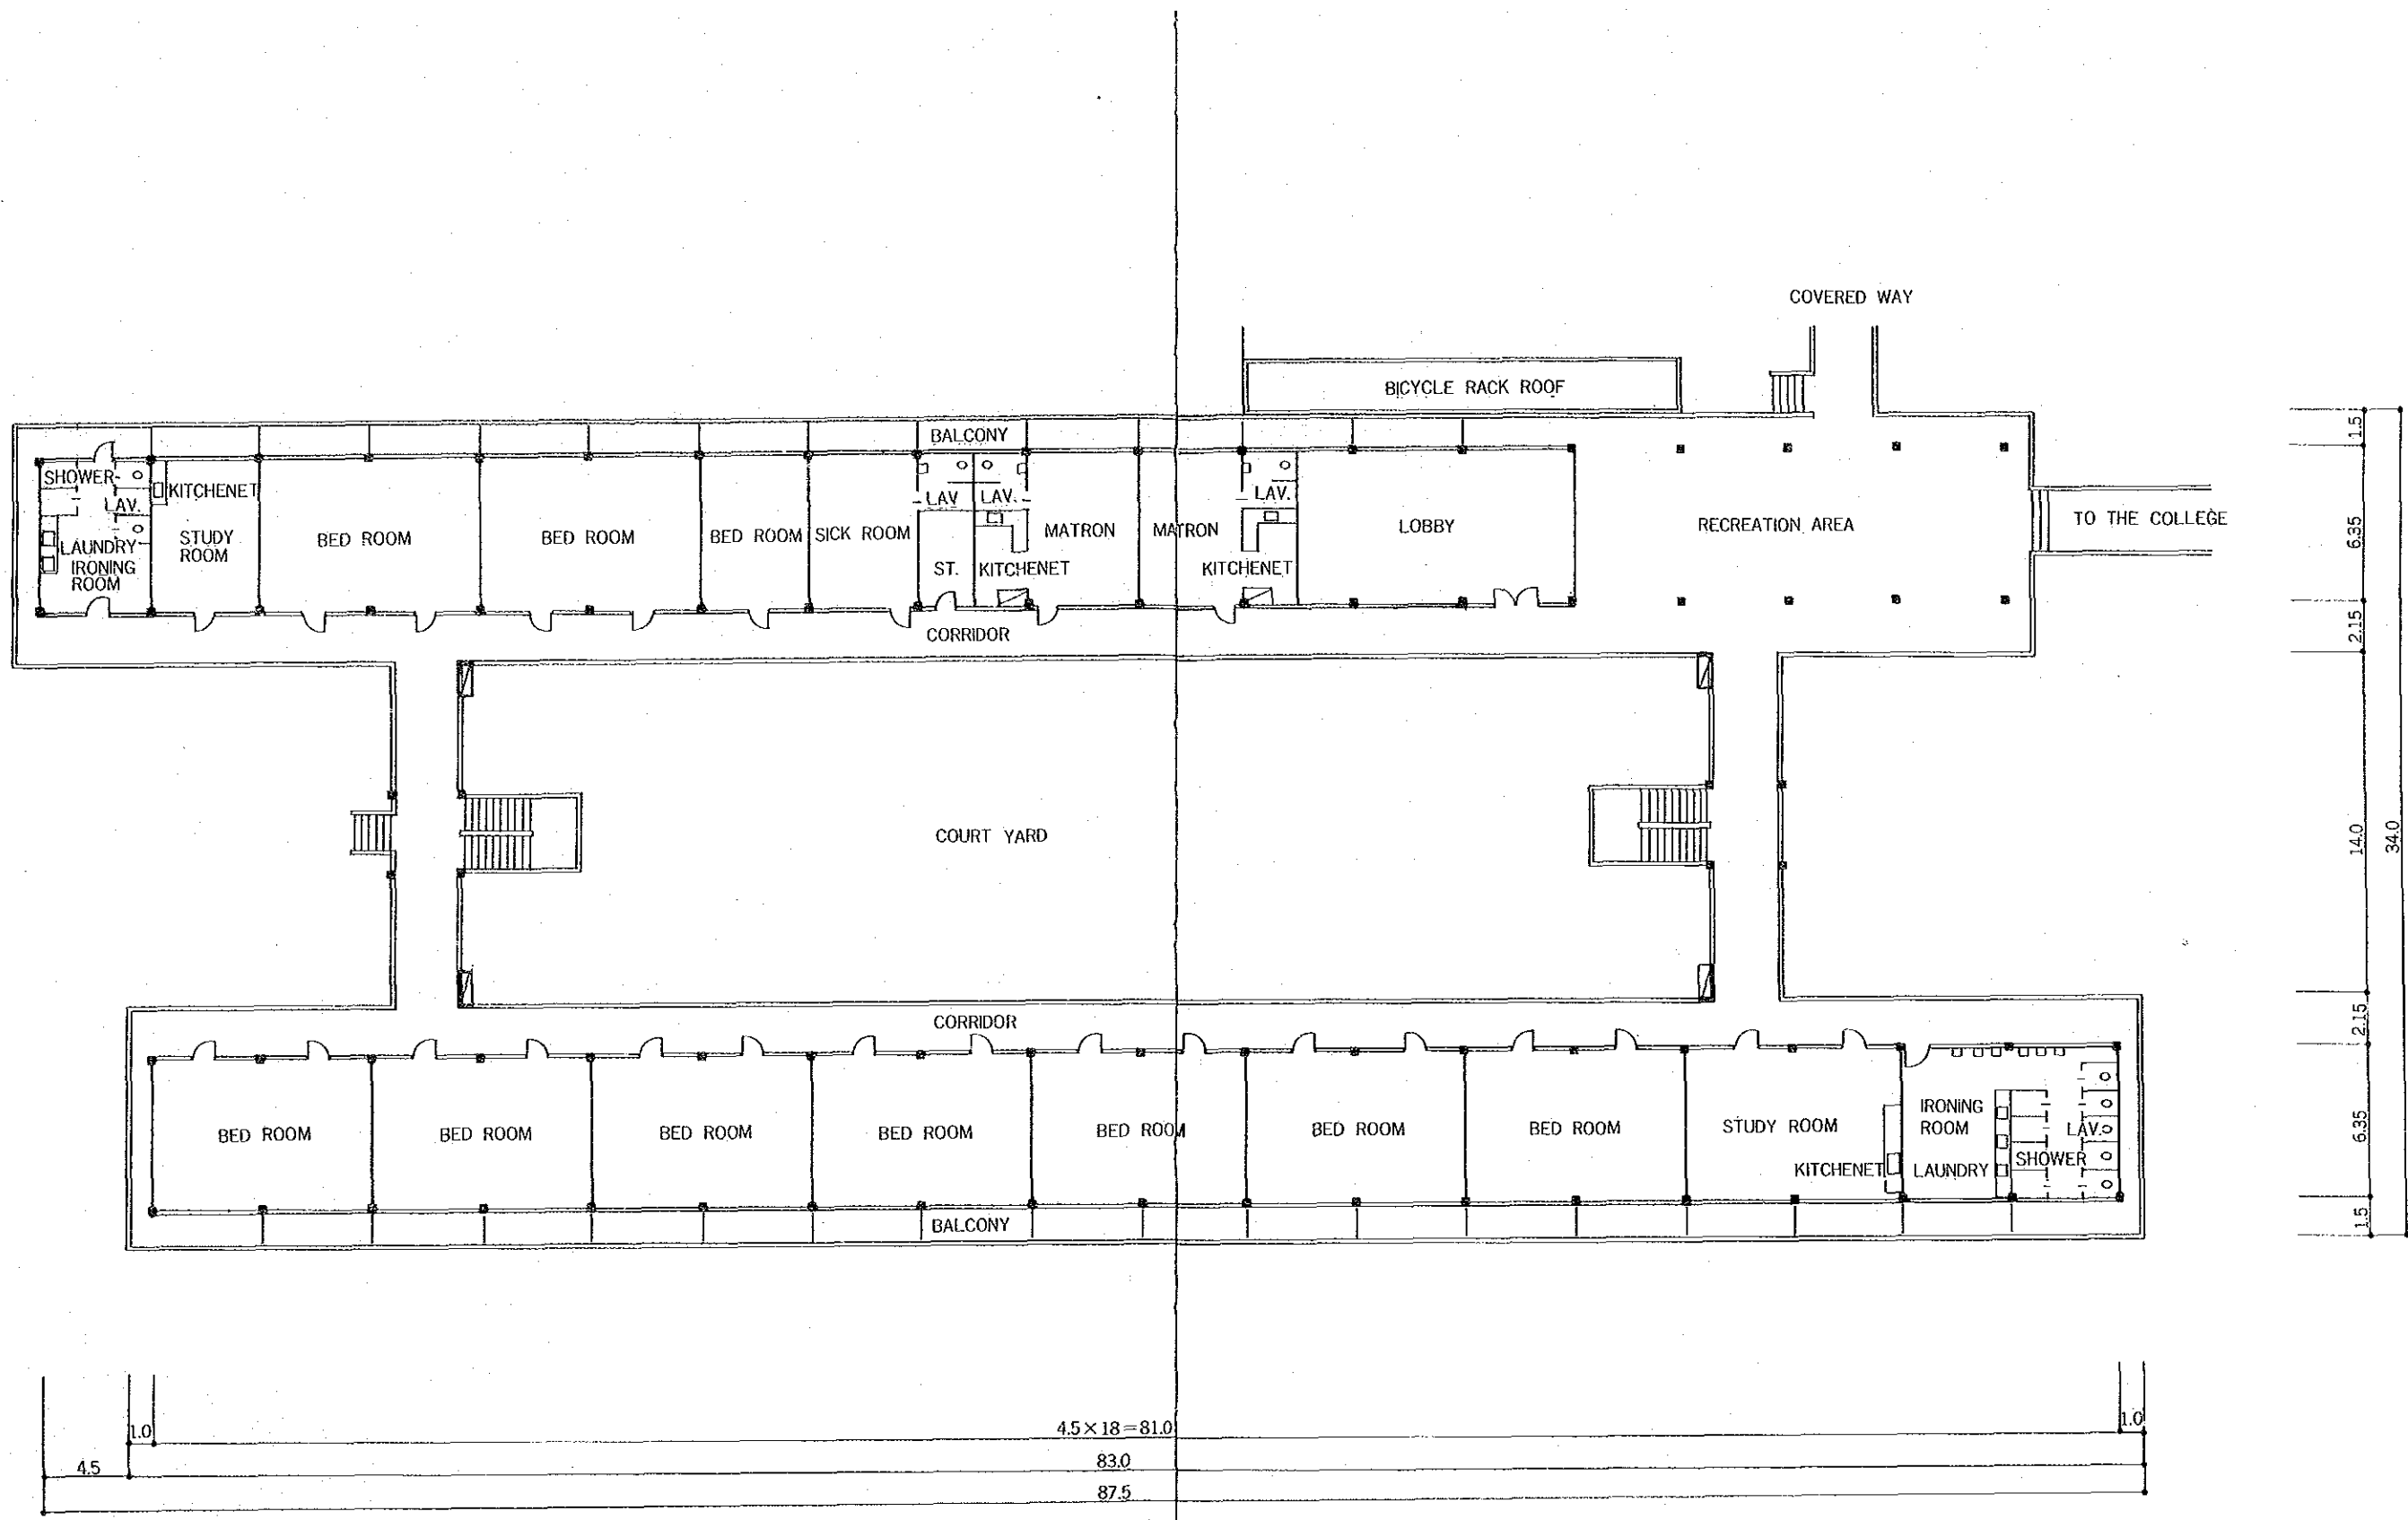 COVERED WAY
BICYCLE RACK ROOF
BALCONY
SHOWER
LAV.
KITCHENET
STUDY
ROOM
LAUNDRY
IRONING
ROOM
BED ROOM
BED ROOM
BED ROOM
SICK ROOM
LAV
LAV.
ST.
KITCHENET
MATRON
MATRON
LAV.
KITCHENET
LOBBY
RECREATION AREA
TO THE COLLEGE
CORRIDOR
COURT YARD
CORRIDOR
BED ROOM
BED ROOM
BED ROOM
BED ROOM
BED ROOM
BED ROOM
BED ROOM
STUDY ROOM
KITCHENET
IRONING
ROOM
LAUNDRY
SHOWER
LAV.
BALCONY
1.5
6.35
2.15
14.0
34.0
2.15
6.35
1.5
1.0
4.5×18=81.0
1.0
4.5
83.0
87.5